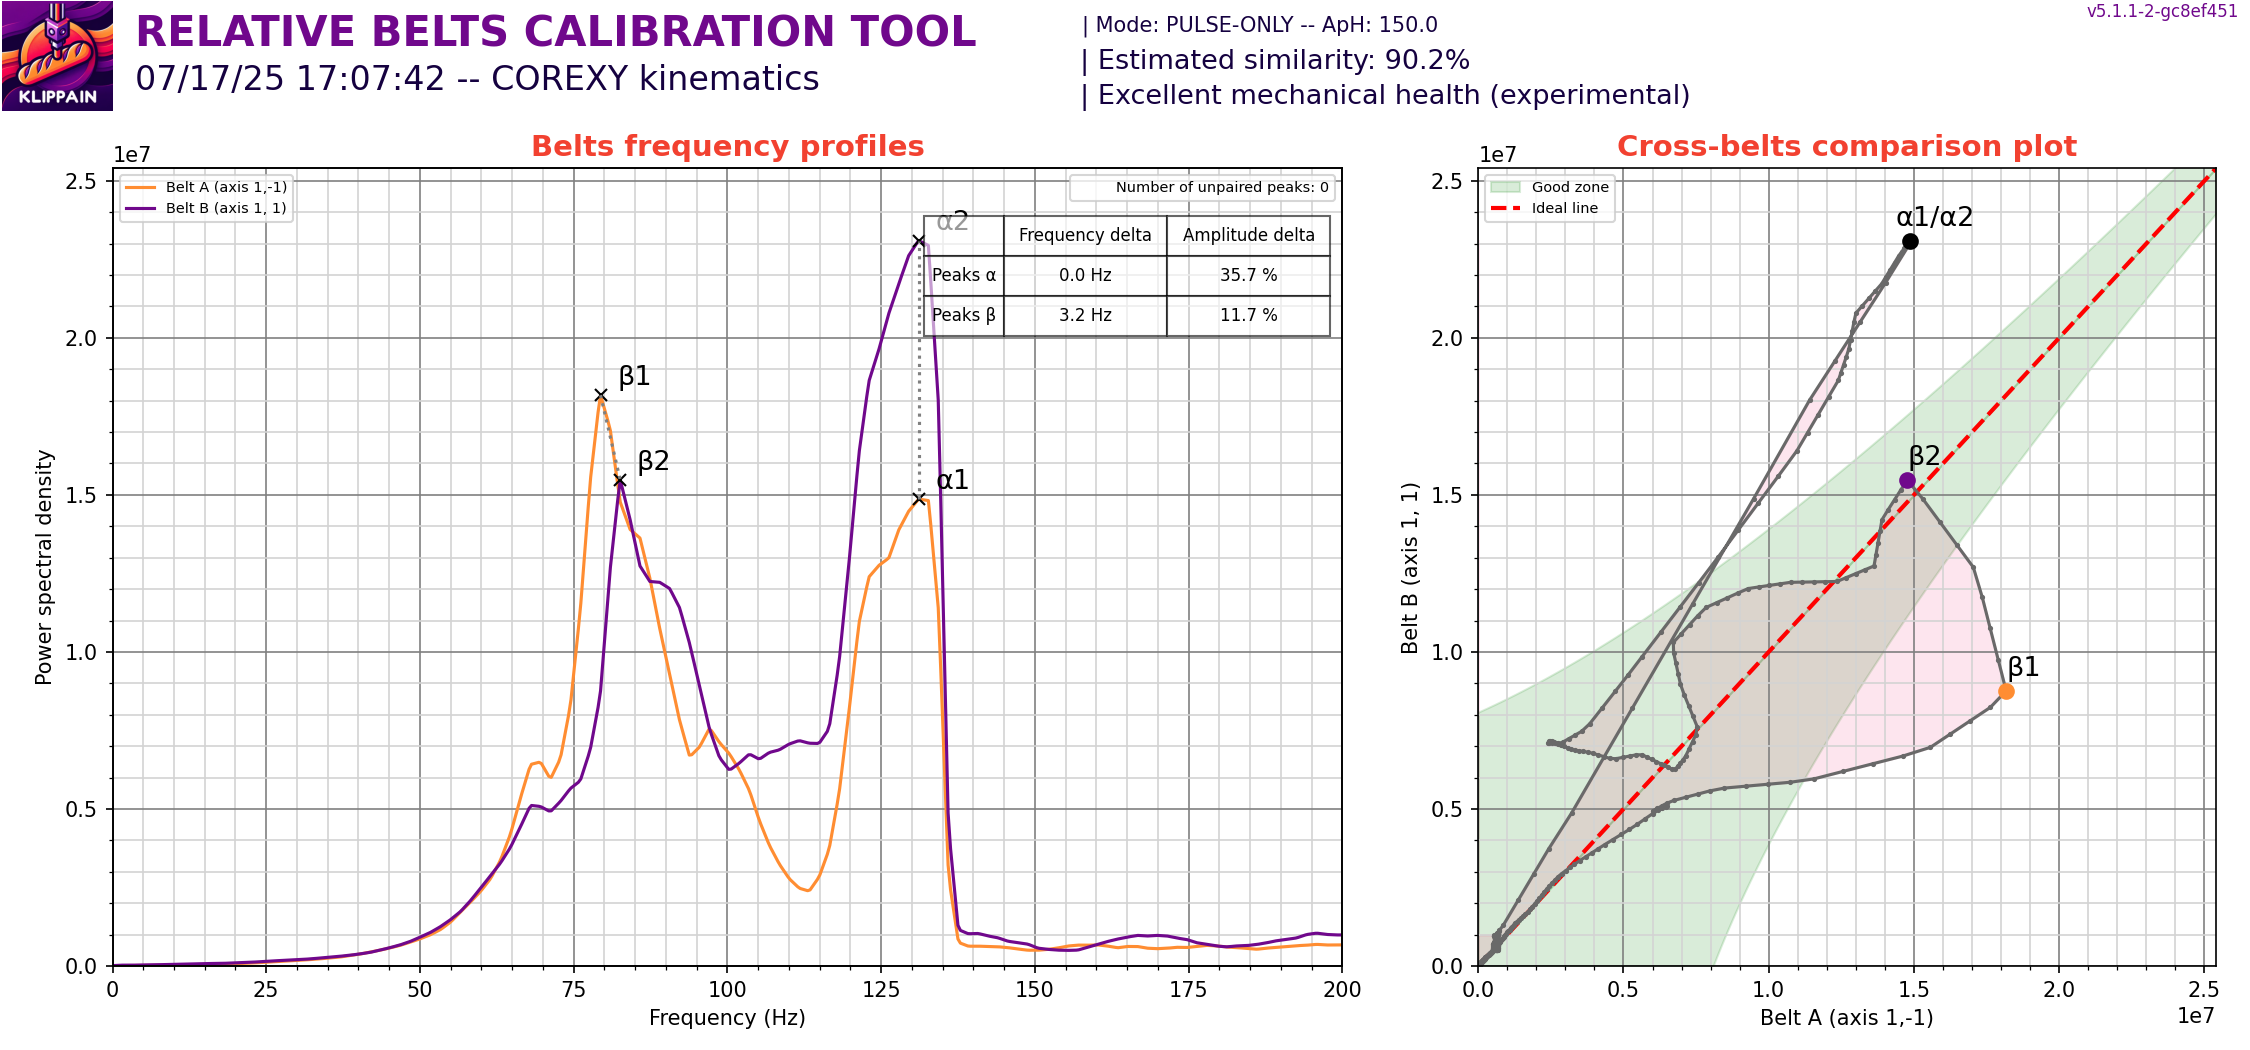 KLIPPAIN
RELATIVE BELTS CALIBRATION TOOL
07/17/25 17:07:42 -- COREXY kinematics
| Mode: PULSE-ONLY -- ApH: 150.0
| Estimated similarity: 90.2%
| Excellent mechanical health (experimental)
v5.1.1-2-gc8ef451
Belts frequency profiles
1e7
Belt A (axis 1,-1)
Belt B (axis 1, 1)
Number of unpaired peaks: 0
Frequency delta Amplitude delta
Peaks α 0.0 Hz 35.7 %
Peaks β 3.2 Hz 11.7 %
α2
β1
β2
α1
2.5
2.0
1.5
1.0
0.5
0.0
Power spectral density
0 25 50 75 100 125 150 175 200
Frequency (Hz)
Cross-belts comparison plot
1e7
Good zone
Ideal line
α1/α2
β2
β1
2.5
2.0
1.5
1.0
0.5
0.0
Belt B (axis 1, 1)
0.0 0.5 1.0 1.5 2.0 2.5
1e7
Belt A (axis 1,-1)